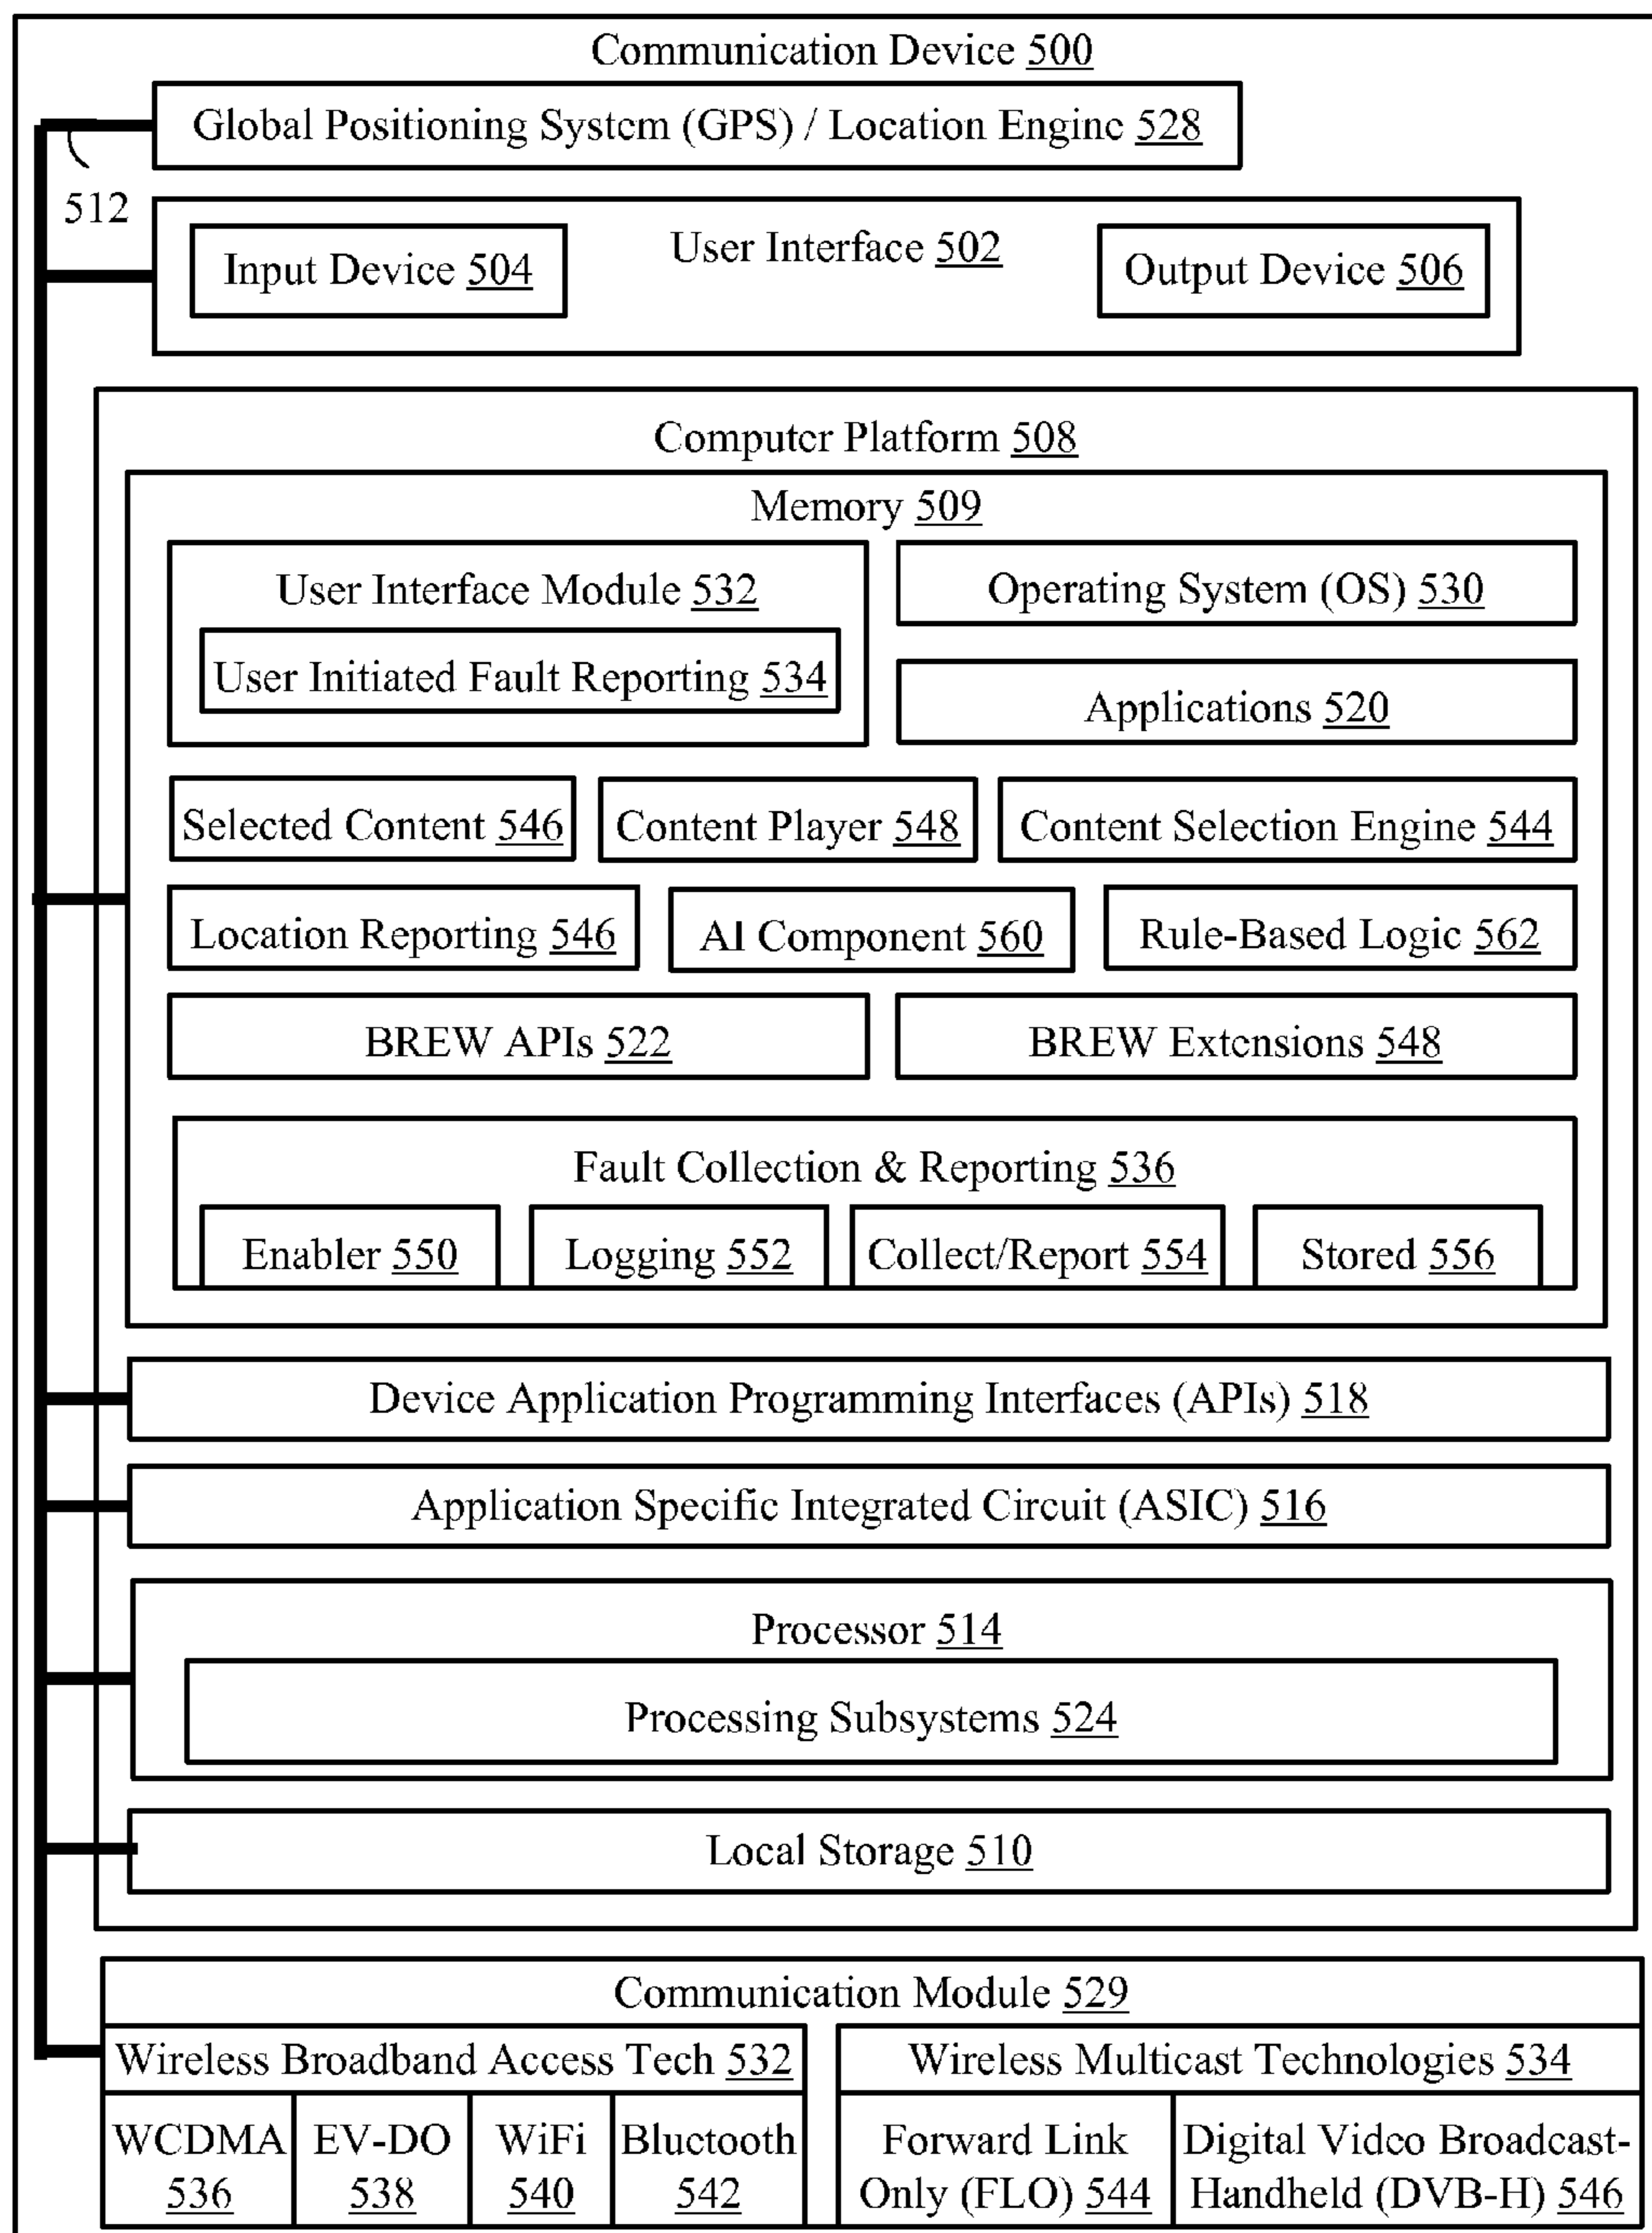 Communication Device 500
Global Positioning System (GPS) / Location Engine 528
512
User Interface 502
Input Device 504
Output Device 506
Computer Platform 508
Memory 509
User Interface Module 532
Operating System (OS) 530
User Initiated Fault Reporting 534
Applications 520
Selected Content 546
Content Player 548
Content Selection Engine 544
Location Reporting 546
AI Component 560
Rule-Based Logic 562
BREW APIs 522
BREW Extensions 548
Fault Collection & Reporting 536
Enabler 550
Logging 552
Collect/Report 554
Stored 556
Device Application Programming Interfaces (APIs) 518
Application Specific Integrated Circuit (ASIC) 516
Processor 514
Processing Subsystems 524
Local Storage 510
Communication Module 529
Wireless Broadband Access Tech 532
Wireless Multicast Technologies 534
WCDMA
536
EV-DO
538
WiFi
540
Bluetooth
542
Forward Link
Only (FLO) 544
Digital Video Broadcast-
Handheld (DVB-H) 546